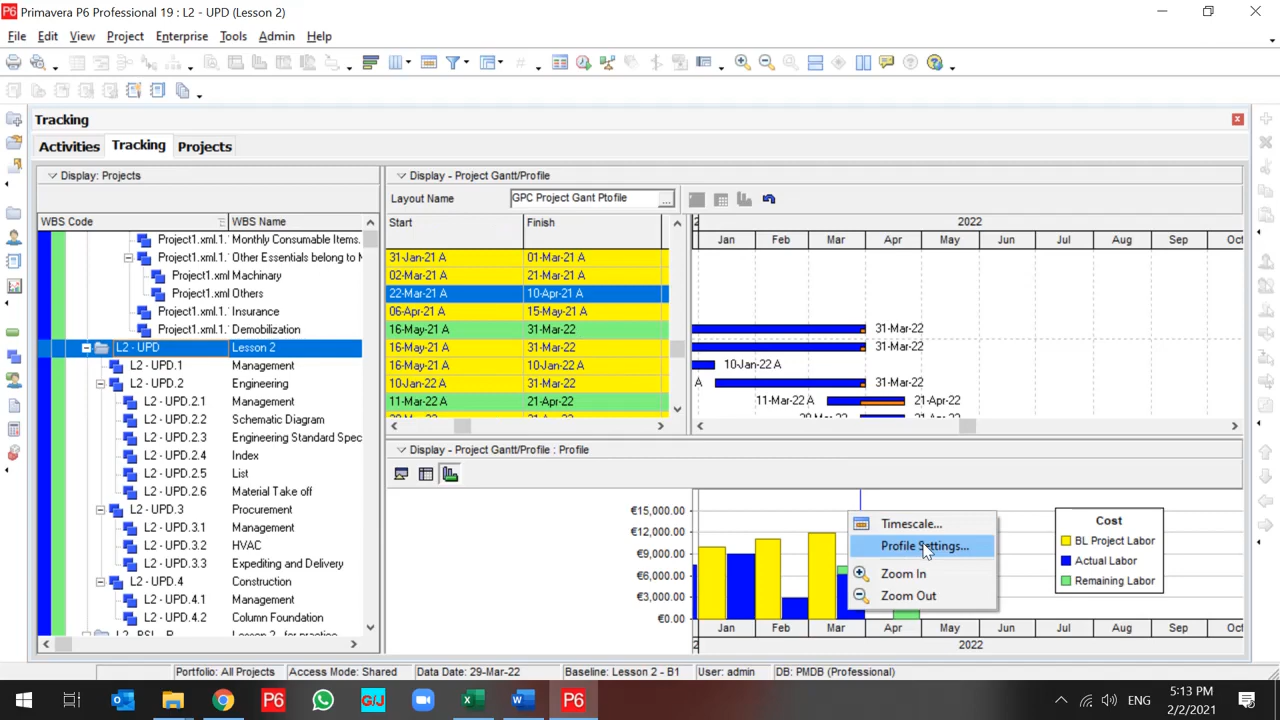 P6 Primavera P6 Professional 19 : L2 - UPD (Lesson 2)
File Edit View Project Enterprise Tools Admin Help
Tracking
Activities Tracking Projects
Display: Projects
WBS Code WBS Name
Project1.xml.1.' Monthly Consumable Items.
Project1.xml.1.' Other Essentials belong to M
Project1.xml Machinary
Project1.xml Others
Project1.xml.1.' Insurance
Project1.xml.1.' Demobilization
L2 - UPD Lesson 2
L2 - UPD.1 Management
L2 - UPD.2 Engineering
L2 - UPD.2.1 Management
L2 - UPD.2.2 Schematic Diagram
L2 - UPD.2.3 Engineering Standard Spec
L2 - UPD.2.4 Index
L2 - UPD.2.5 List
L2 - UPD.2.6 Material Take off
L2 - UPD.3 Procurement
L2 - UPD.3.1 Management
L2 - UPD.3.2 HVAC
L2 - UPD.3.3 Expediting and Delivery
L2 - UPD.4 Construction
L2 - UPD.4.1 Management
L2 - UPD.4.2 Column Foundation
Display - Project Gantt/Profile
Layout Name GPC Project Gant Ptofile ...
Start Finish
31-Jan-21 A 01-Mar-21 A
02-Mar-21 A 21-Mar-21 A
22-Mar-21 A 10-Apr-21 A
06-Apr-21 A 15-May-21 A
16-May-21 A 31-Mar-22
16-May-21 A 31-Mar-22
16-May-21 A 10-Jan-22 A
10-Jan-22 A 31-Mar-22
11-Mar-22 A 21-Apr-22
2 2022
Jan Feb Mar Apr May Jun Jul Aug Sep Oct
31-Mar-22
31-Mar-22
10-Jan-22 A
A 31-Mar-22
11-Mar-22 A 21-Apr-22
Display - Project Gantt/Profile : Profile
€15,000.00
€12,000.00
€9,000.00
€6,000.00
€3,000.00
€0.00
Timescale...
Profile Settings...
Zoom In
Zoom Out
Cost
BL Project Labor
Actual Labor
Remaining Labor
Jan Feb Mar Apr May Jun Jul Aug Sep Oct
2 2022
Portfolio: All Projects Access Mode: Shared Data Date: 29-Mar-22 Baseline: Lesson 2 - B1 User: admin DB: PMDB (Professional)
P6 G/J P6 ENG 5:13 PM
2/2/2021